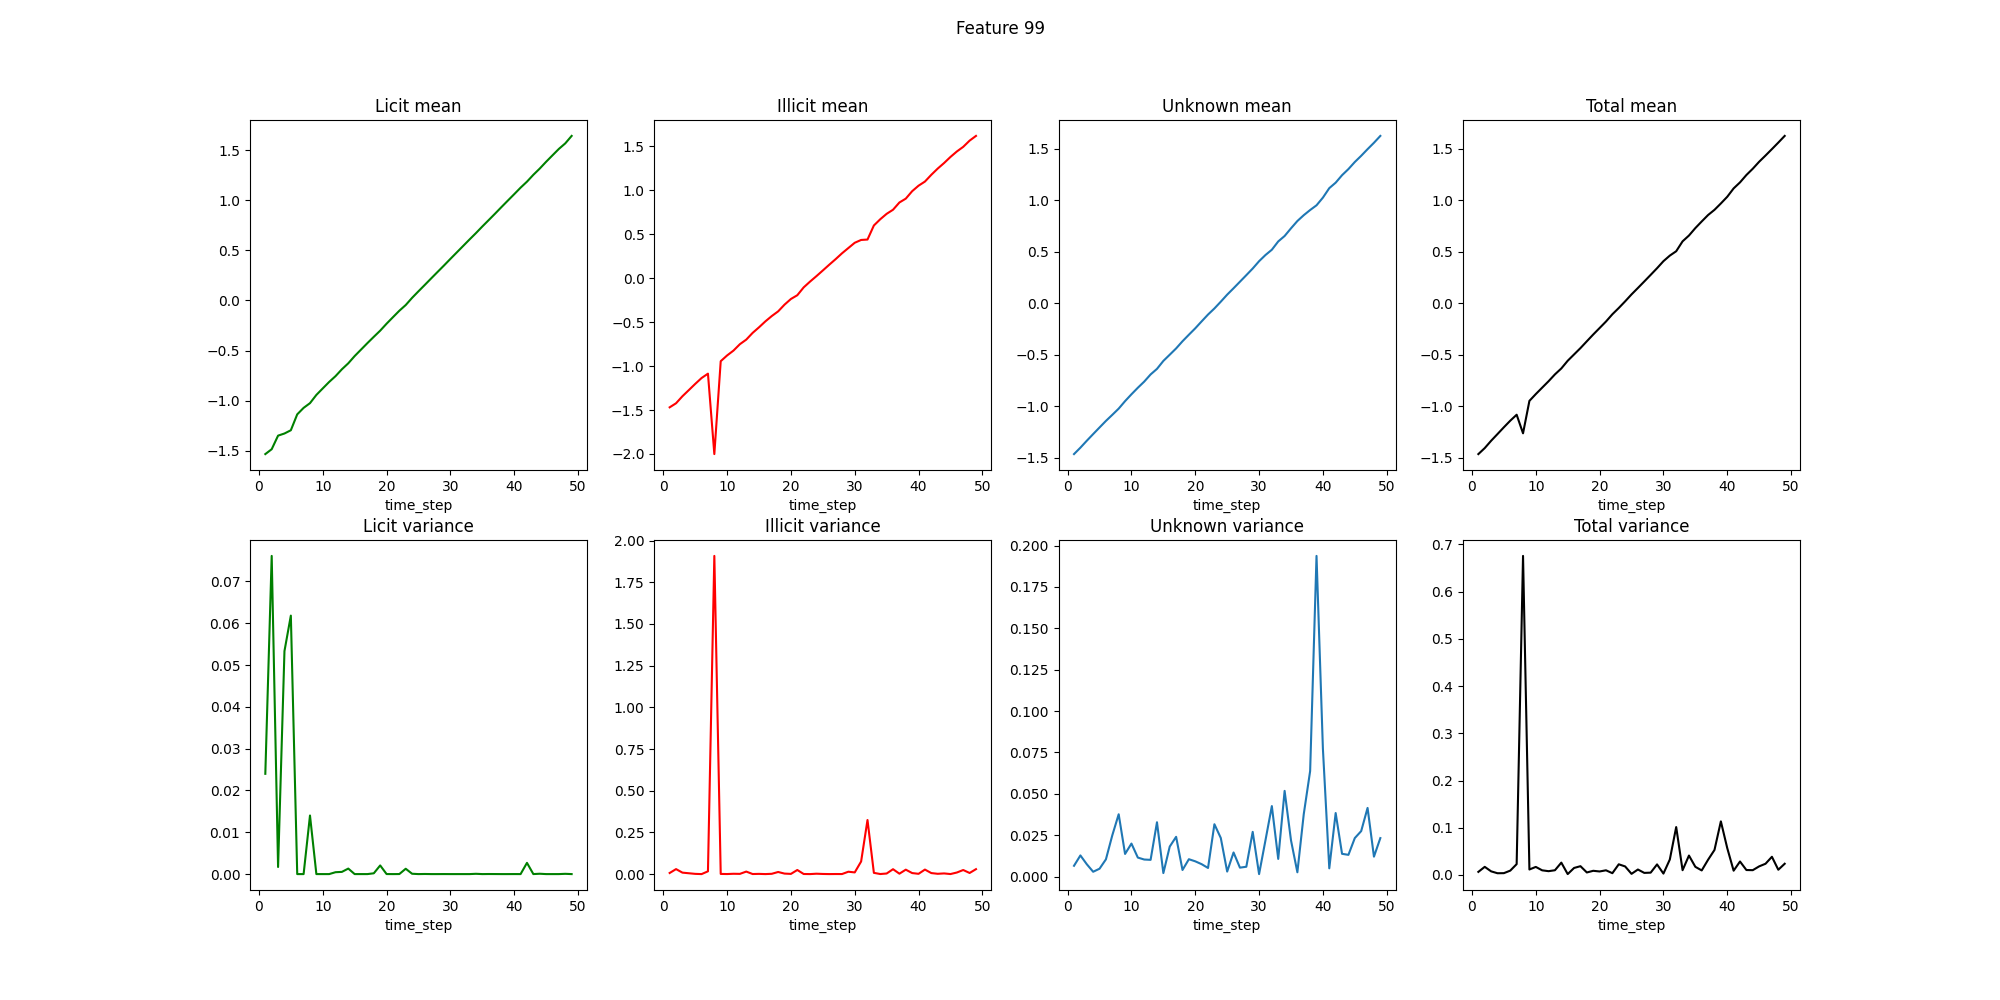 Feature 99
Licit mean
Illicit mean
Unknown mean
Total mean
1.5
1.0
0.5
0.0
−0.5
−1.0
−1.5
0 10 20 30 40 50
time_step
1.5
1.0
0.5
0.0
−0.5
−1.0
−1.5
−2.0
0 10 20 30 40 50
time_step
1.5
1.0
0.5
0.0
−0.5
−1.0
−1.5
0 10 20 30 40 50
time_step
1.5
1.0
0.5
0.0
−0.5
−1.0
−1.5
0 10 20 30 40 50
time_step
Licit variance
Illicit variance
Unknown variance
Total variance
0.07
0.06
0.05
0.04
0.03
0.02
0.01
0.00
0 10 20 30 40 50
time_step
2.00
1.75
1.50
1.25
1.00
0.75
0.50
0.25
0.00
0 10 20 30 40 50
time_step
0.200
0.175
0.150
0.125
0.100
0.075
0.050
0.025
0.000
0 10 20 30 40 50
time_step
0.7
0.6
0.5
0.4
0.3
0.2
0.1
0.0
0 10 20 30 40 50
time_step